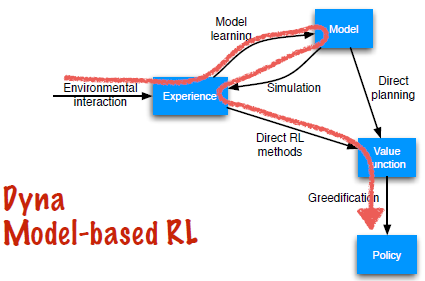 Model
learning
Model
Environmental
interaction
Experience
Simulation
Direct
planning
Direct RL
methods
Value
unction
Greedification
Policy
Dyna
Model-based RL